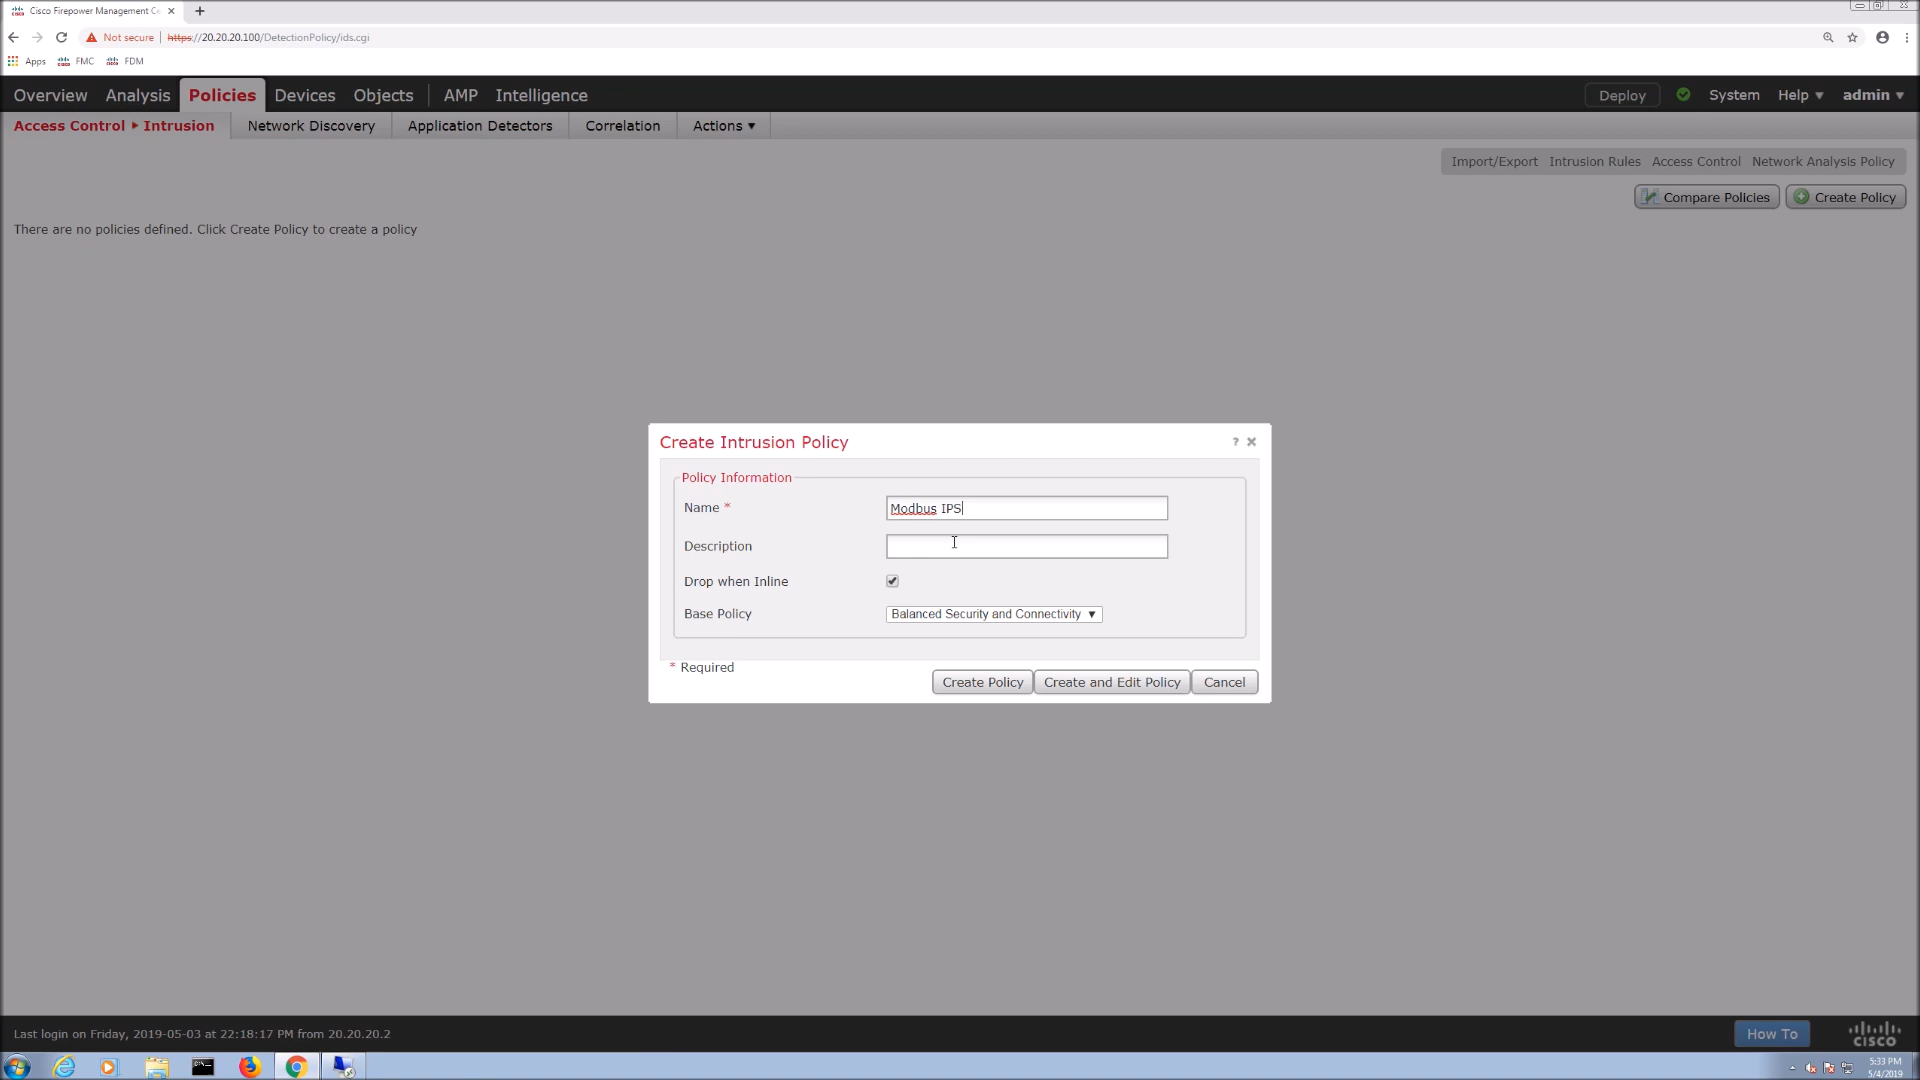 Cisco Firepower Management Ce
Not secure | https://20.20.20.100/DetectionPolicy/ids.cgi
Apps FMC FDM
Overview Analysis Policies Devices Objects AMP Intelligence Deploy System Help ▼ admin ▼
Access Control ▸ Intrusion Network Discovery Application Detectors Correlation Actions ▼
Import/Export Intrusion Rules Access Control Network Analysis Policy
Compare Policies Create Policy
There are no policies defined. Click Create Policy to create a policy
Create Intrusion Policy ?
Policy Information
Name * Modbus IPS
Description
Drop when Inline
Base Policy Balanced Security and Connectivity ▼
* Required
Create Policy Create and Edit Policy Cancel
Last login on Friday, 2019-05-03 at 22:18:17 PM from 20.20.20.2 How To
CISCO
5:33 PM
5/4/2019